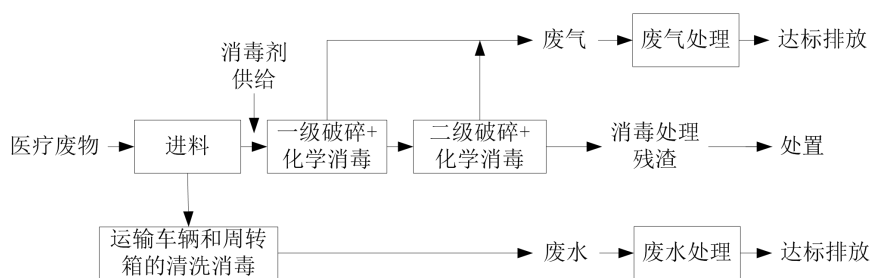 废气
废气处理
达标排放
消毒剂
供给
医疗废物
进料
一级破碎+
化学消毒
二级破碎+
化学消毒
消毒处理
残渣
处置
运输车辆和周转
箱的清洗消毒
废水
废水处理
达标排放